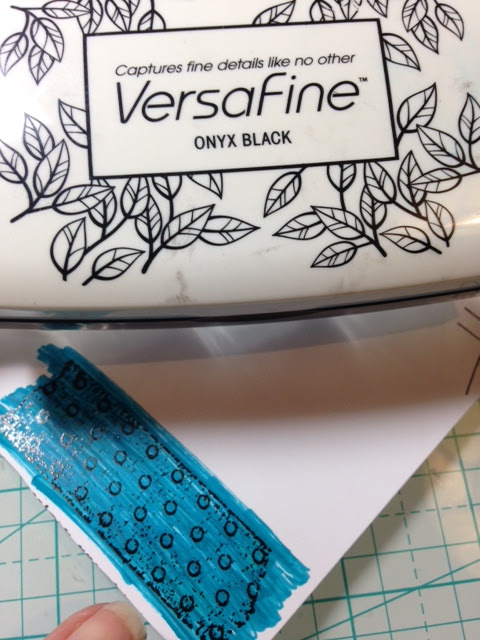 Captures fine details like no other
VersaFine™
ONYX BLACK